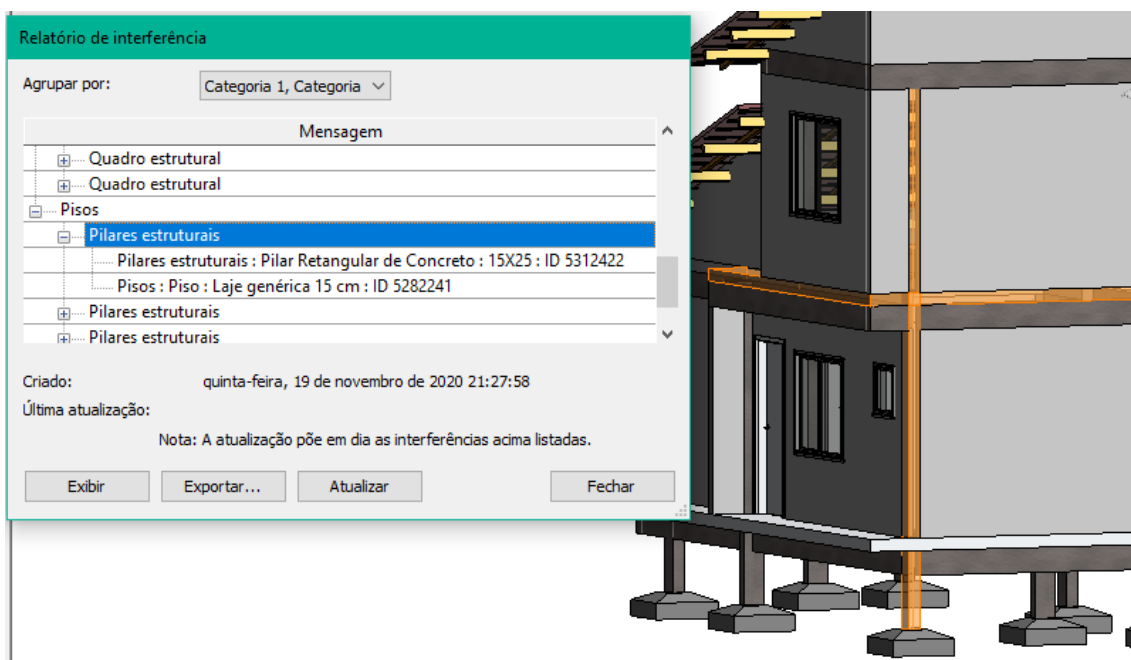 Relatório de interferência
Agrupar por: Categoria 1, Categoria
Mensagem
Quadro estrutural
Quadro estrutural
Pisos
Pilares estruturais
Pilares estruturais : Pilar Retangular de Concreto : 15X25 : ID 5312422
Pisos : Piso : Laje genérica 15 cm : ID 5282241
Pilares estruturais
Pilares estruturais
Criado: quinta-feira, 19 de novembro de 2020 21:27:58
Última atualização:
Nota: A atualização põe em dia as interferências acima listadas.
Exibir Exportar... Atualizar Fechar